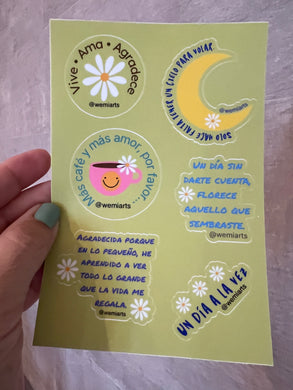 Vive · Ama · Agradece
@wemiarts
SOLO HACE FALTA TENER UN CIELO PARA VOLAR
@wemiarts
Más café y más amor, por favor...
@wemiarts
UN DÍA SIN
DARTE CUENTA,
FLORECE
AQUELLO QUE
SEMBRASTE.
@wemiarts
AGRADECIDA PORQUE
EN LO PEQUEÑO, HE
APRENDIDO A VER
TODO LO GRANDE
QUE LA VIDA ME
REGALA.
@wemiarts
UN DÍA A LA VEZ
@wemiarts